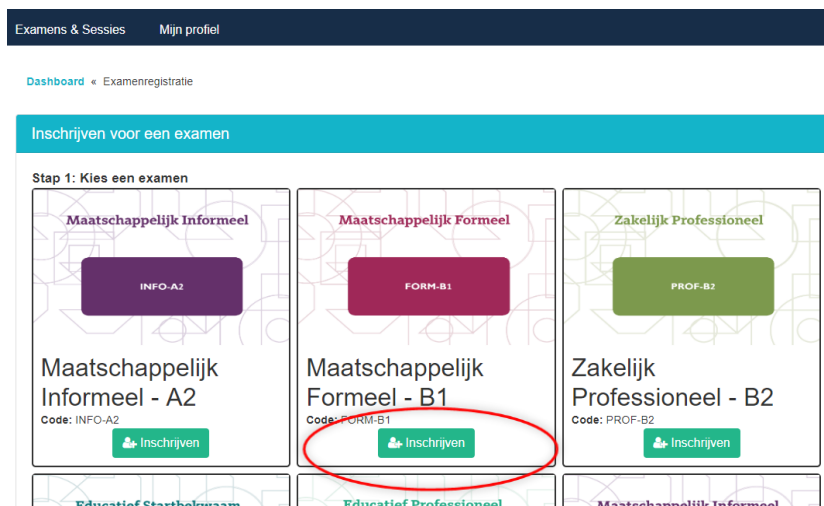 Examens & Sessies Mijn profiel
Dashboard « Examenregistratie
Inschrijven voor een examen
Stap 1: Kies een examen
Maatschappelijk Informeel
INFO-A2
Maatschappelijk
Informeel - A2
Code: INFO-A2
Inschrijven
Maatschappelijk Formeel
FORM-B1
Maatschappelijk
Formeel - B1
Code: FORM-B1
Inschrijven
Zakelijk Professioneel
PROF-B2
Zakelijk
Professioneel - B2
Code: PROF-B2
Inschrijven
Educatief Startbekwaam
Educatief Professioneel
Maatschappelijk Informeel